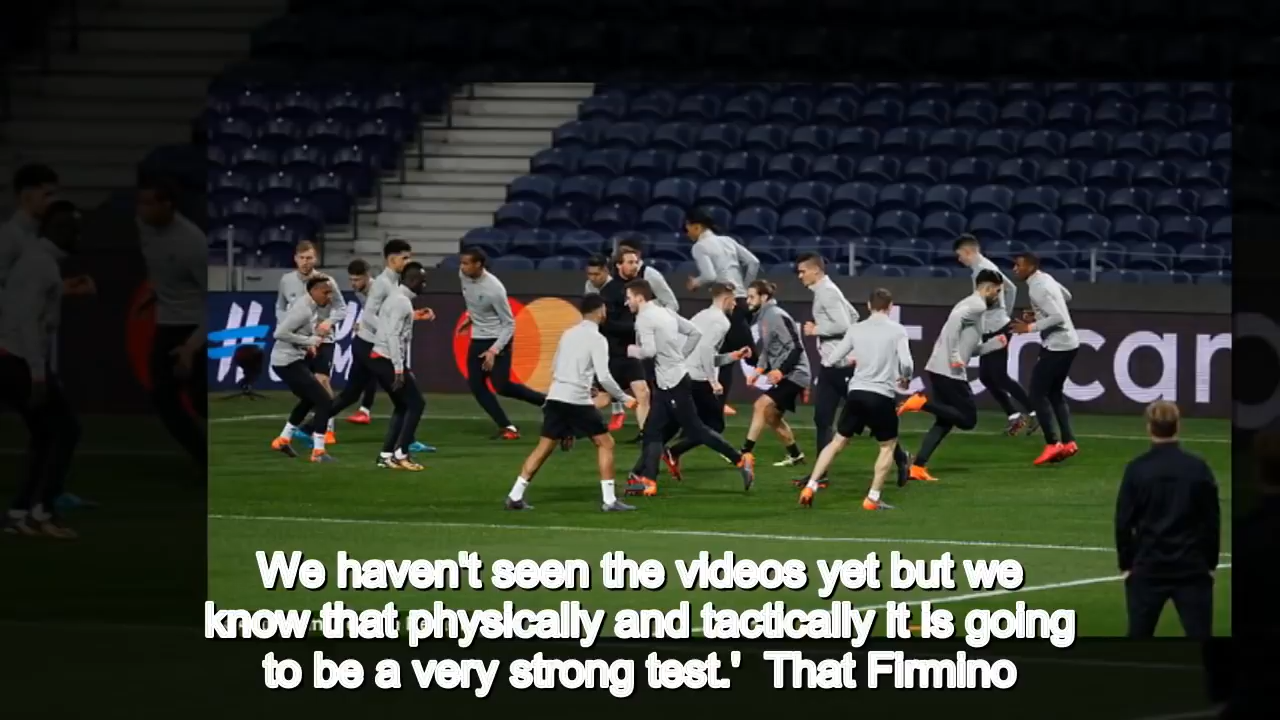 #
stercar
We haven't seen the videos yet but we
know that physically and tactically it is going
to be a very strong test.'  That Firmino